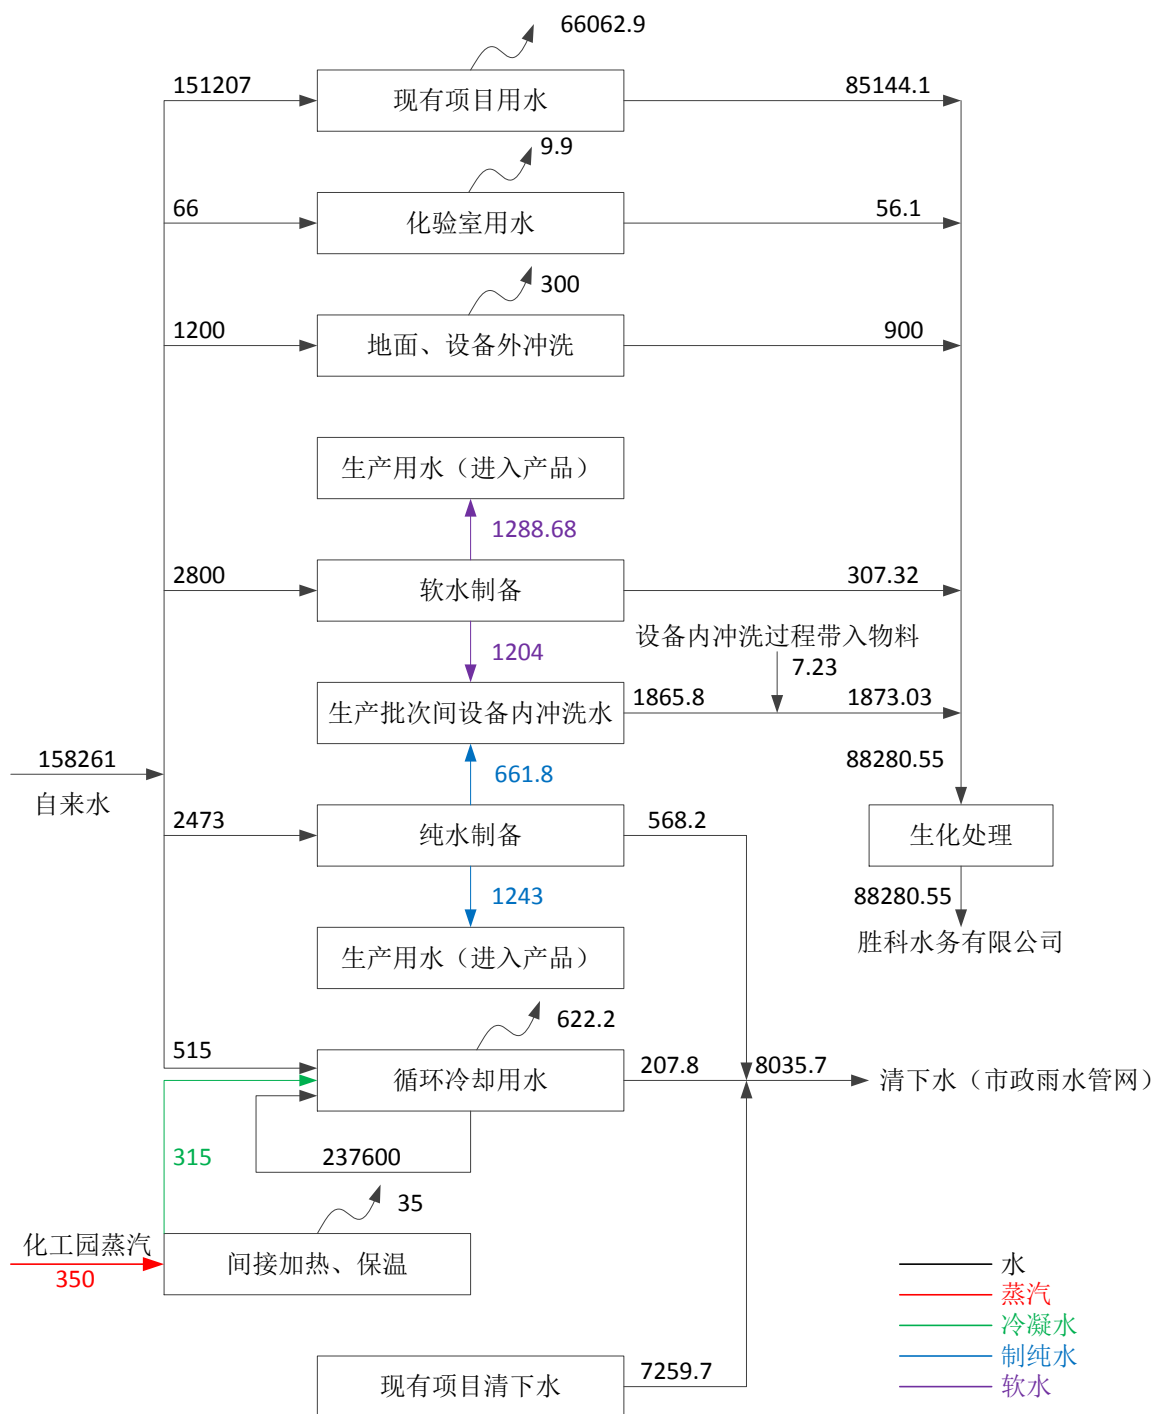 66062.9
151207
现有项目用水
85144.1
9.9
66
化验室用水
56.1
300
1200
地面、设备外冲洗
900
生产用水（进入产品）
1288.68
2800
软水制备
307.32
设备内冲洗过程带入物料
1204
7.23
生产批次间设备内冲洗水
1865.8
1873.03
158261
自来水
661.8
88280.55
2473
纯水制备
568.2
生化处理
1243
88280.55
生产用水（进入产品）
胜科水务有限公司
622.2
515
循环冷却用水
207.8
8035.7
清下水（市政雨水管网）
315
237600
35
化工园蒸汽
350
间接加热、保温
水
蒸汽
冷凝水
制纯水
软水
现有项目清下水
7259.7